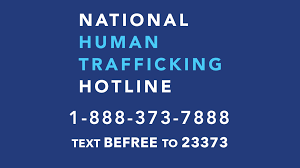 NATIONAL
HUMAN
TRAFFICKING
HOTLINE
1-888-373-7888
TEXT BEFREE TO 23373